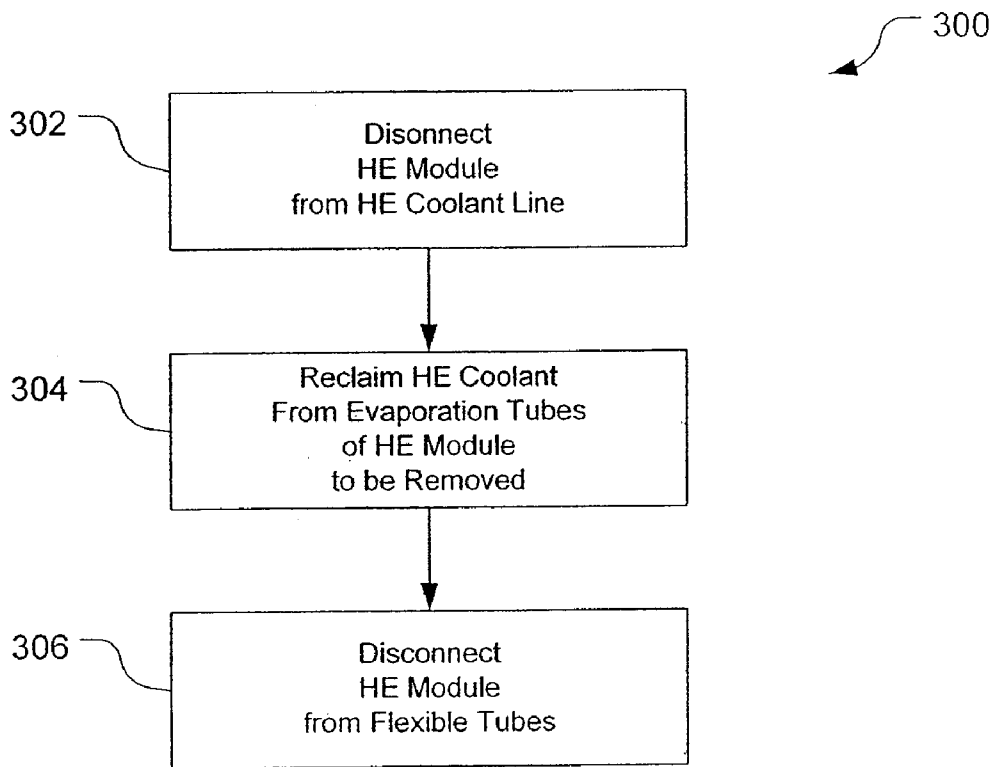 300
302
Disonnect
HE Module
from HE Coolant Line
304
Reclaim HE Coolant
From Evaporation Tubes
of HE Module
to be Removed
306
Disconnect
HE Module
from Flexible Tubes